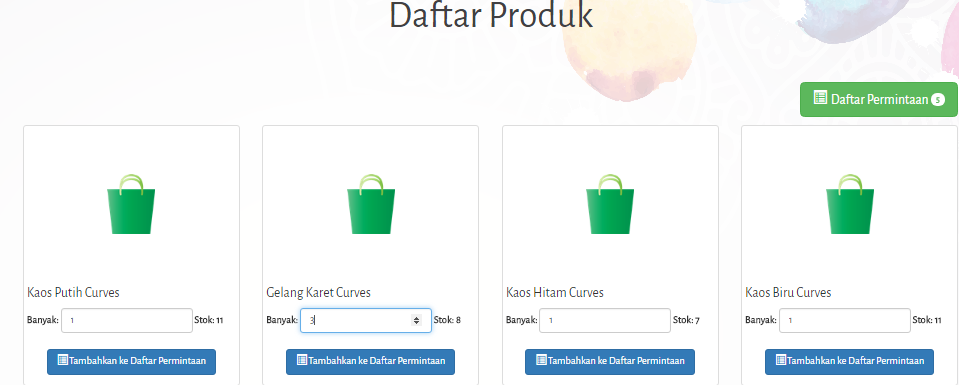 Daftar Produk
Daftar Permintaan 5
Kaos Putih Curves
Banyak: 1 Stok: 11
Tambahkan ke Daftar Permintaan
Gelang Karet Curves
Banyak: 3 Stok: 8
Tambahkan ke Daftar Permintaan
Kaos Hitam Curves
Banyak: 1 Stok: 7
Tambahkan ke Daftar Permintaan
Kaos Biru Curves
Banyak: 1 Stok: 11
Tambahkan ke Daftar Permintaan